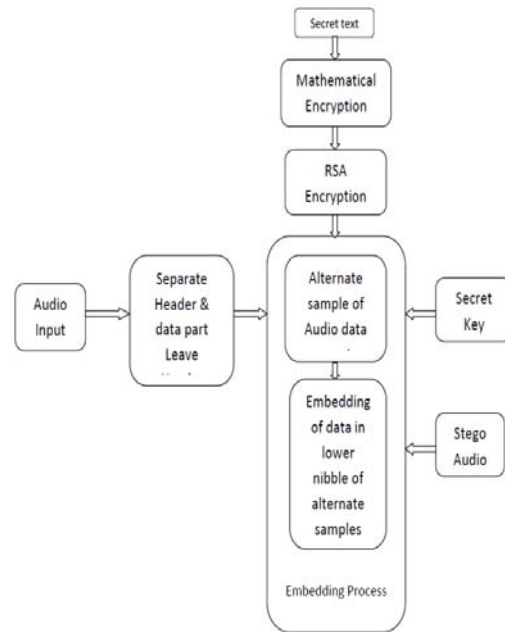 Secret text
Mathematical
Encryption
RSA
Encryption
Audio
Input
Separate
Header &
data part
Leave
Alternate
sample of
Audio data
Secret
Key
Embedding
of data in
lower
nibble of
alternate
samples
Stego
Audio
Embedding Process